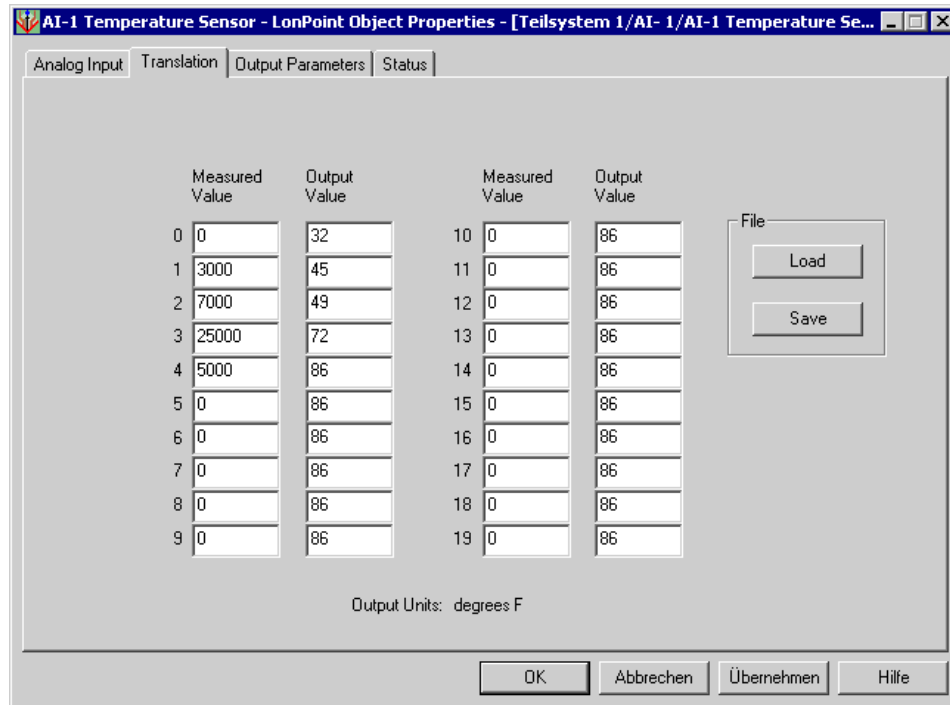 AI-1 Temperature Sensor - LonPoint Object Properties - [Teilsystem 1/AI- 1/AI-1 Temperature Se...
Analog Input Translation Output Parameters Status
Measured Value Output Value Measured Value Output Value
0 0 32 10 0 86
1 3000 45 11 0 86
2 7000 49 12 0 86
3 25000 72 13 0 86
4 5000 86 14 0 86
5 0 86 15 0 86
6 0 86 16 0 86
7 0 86 17 0 86
8 0 86 18 0 86
9 0 86 19 0 86
File
Load
Save
Output Units: degrees F
OK Abbrechen Übernehmen Hilfe